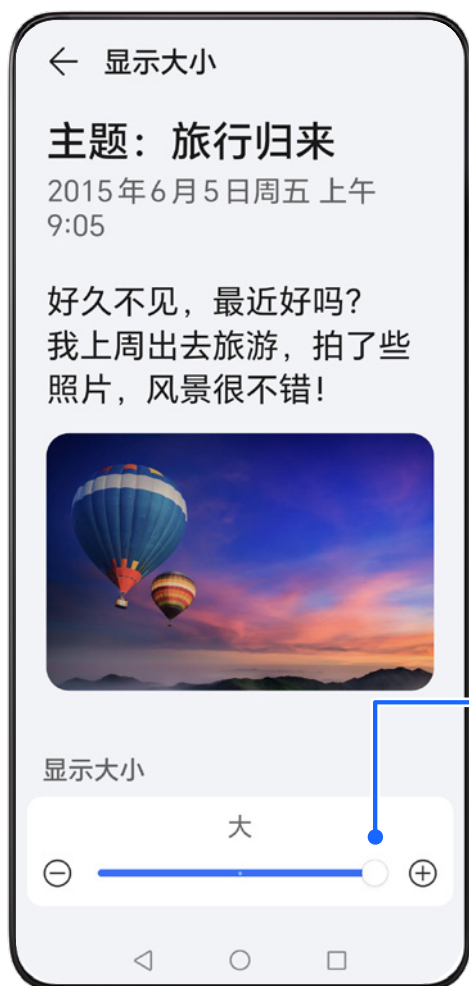 显示大小
主题：旅行归来
2015年6月5日周五 上午
9:05
好久不见，最近好吗？
我上周出去旅游，拍了些
照片，风景很不错！
显示大小
大